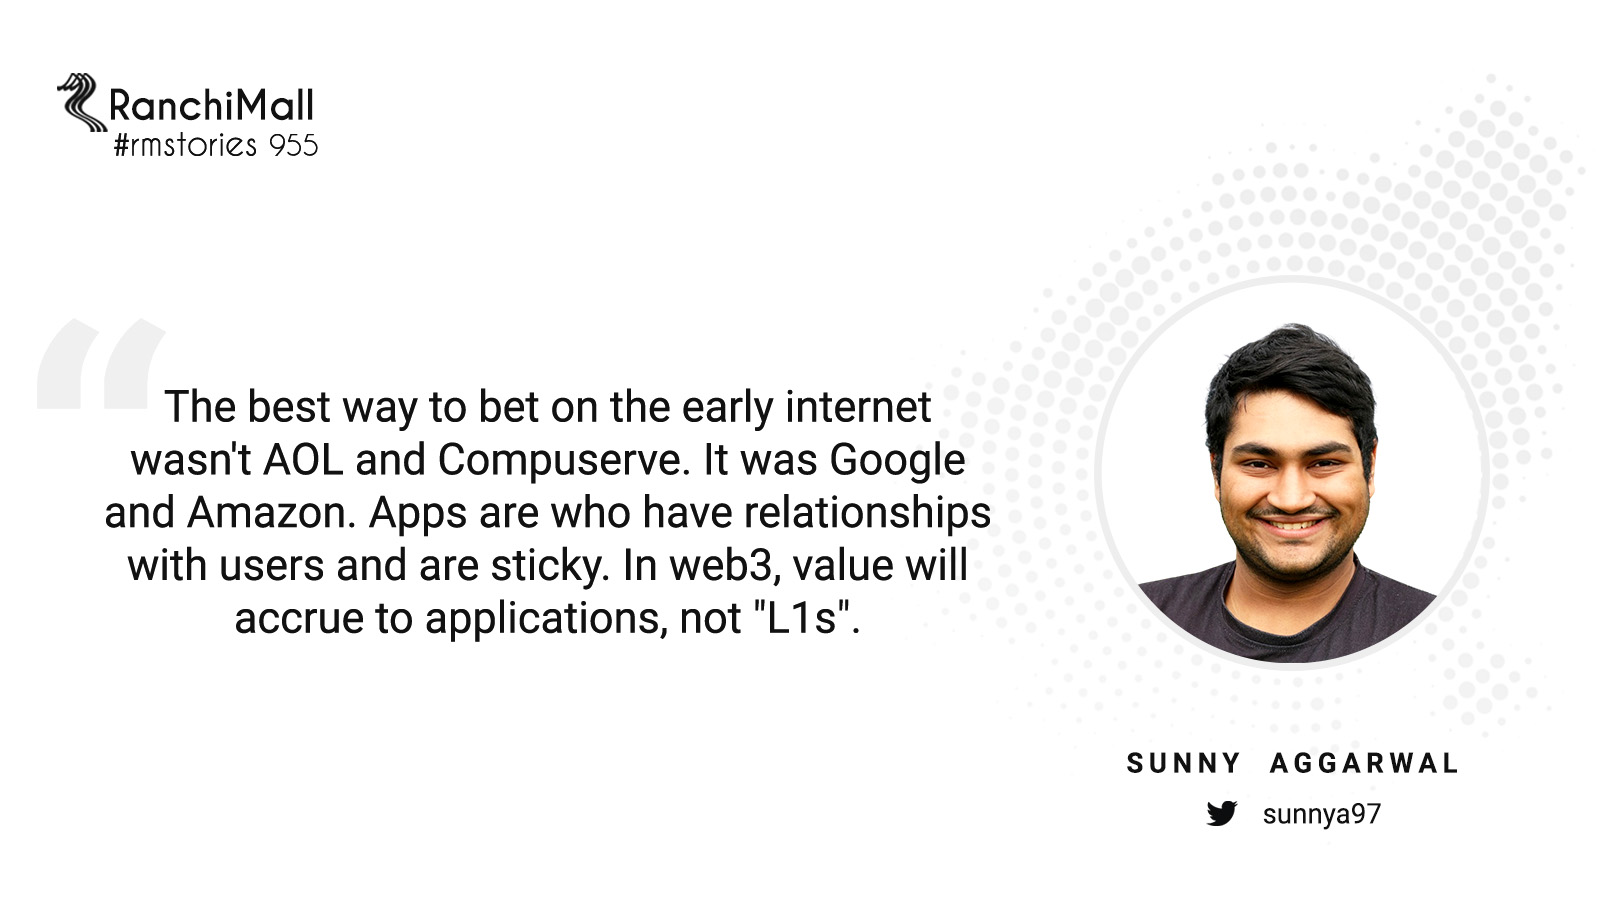 RanchiMall
#rmstories 955
“
The best way to bet on the early internet
wasn't AOL and Compuserve. It was Google
and Amazon. Apps are who have relationships
with users and are sticky. In web3, value will
accrue to applications, not "L1s".
SUNNY AGGARWAL
sunnya97